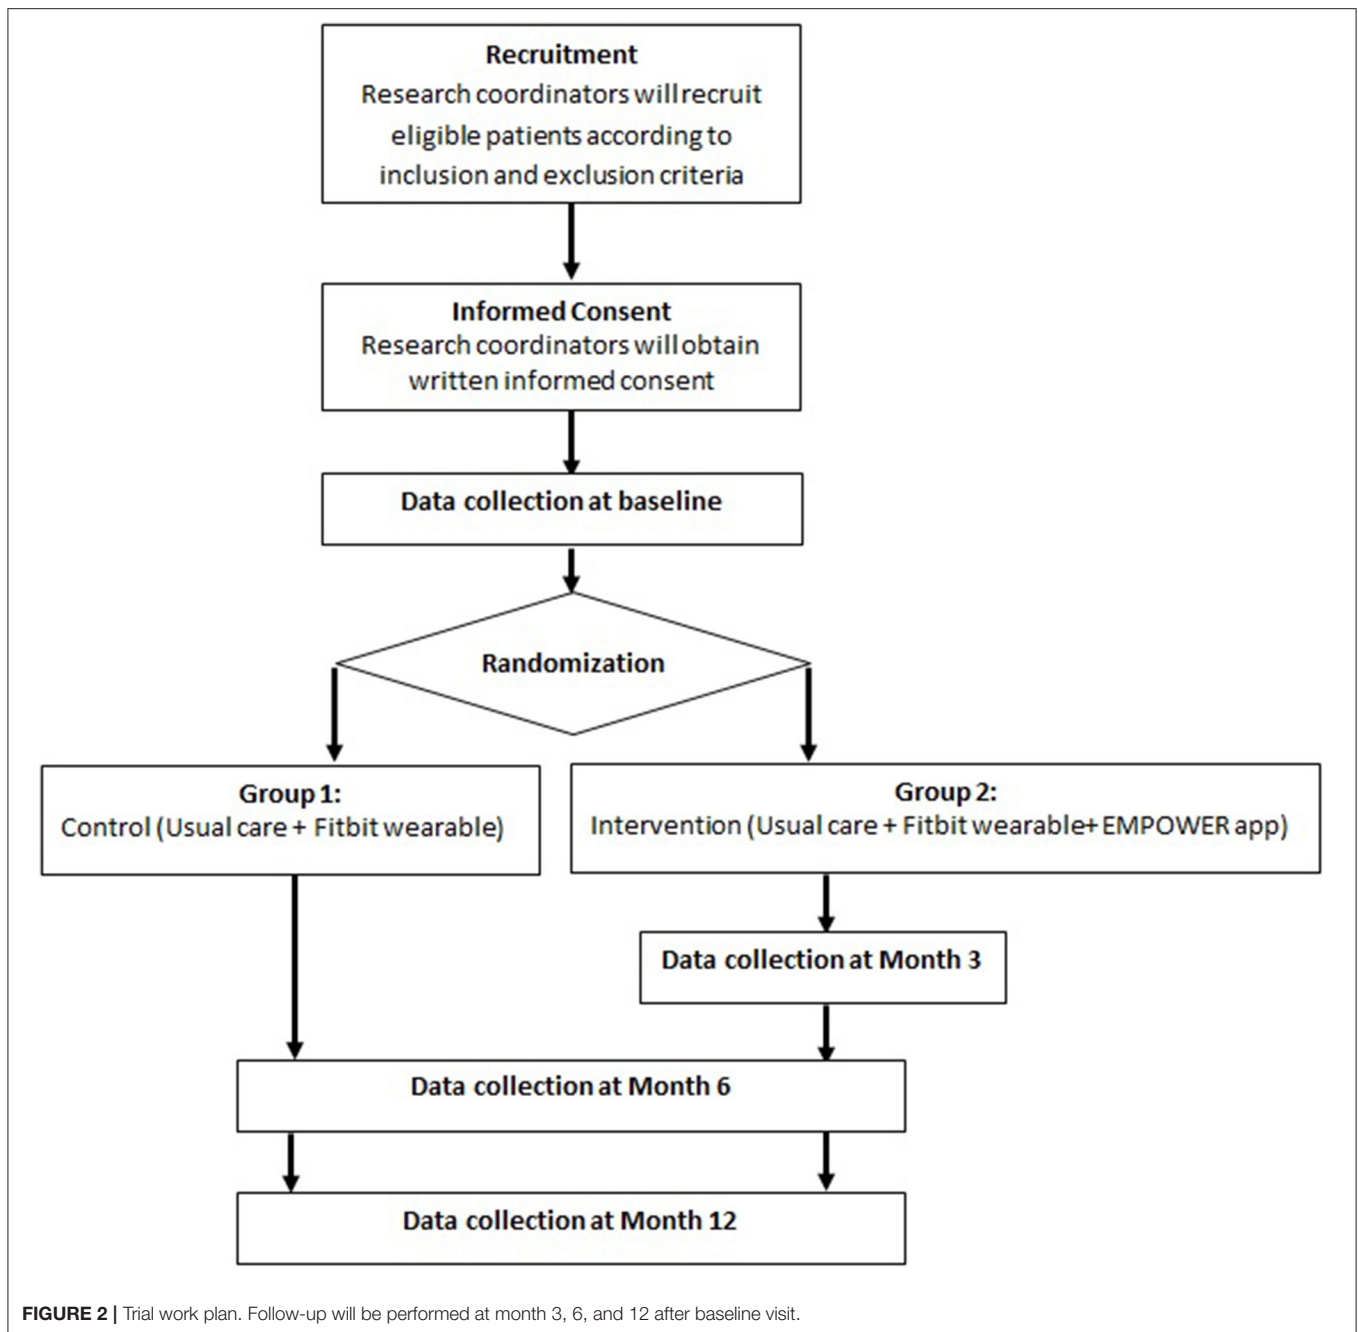 Recruitment
Research coordinators will recruit
eligible patients according to
inclusion and exclusion criteria
Informed Consent
Research coordinators will obtain
written informed consent
Data collection at baseline
Randomization
Group 1:
Control (Usual care + Fitbit wearable)
Group 2:
Intervention (Usual care + Fitbit wearable+ EMPOWER app)
Data collection at Month 3
Data collection at Month 6
Data collection at Month 12
FIGURE 2 | Trial work plan. Follow-up will be performed at month 3, 6, and 12 after baseline visit.